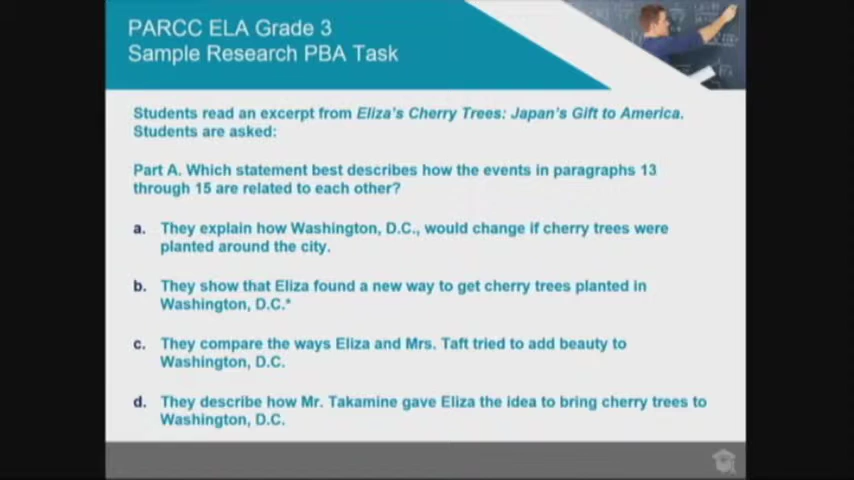 PARCC ELA Grade 3
Sample Research PBA Task
Students read an excerpt from Eliza's Cherry Trees: Japan's Gift to America.
Students are asked:
Part A. Which statement best describes how the events in paragraphs 13
through 15 are related to each other?
a. They explain how Washington, D.C., would change if cherry trees were
planted around the city.
b. They show that Eliza found a new way to get cherry trees planted in
Washington, D.C.*
c. They compare the ways Eliza and Mrs. Taft tried to add beauty to
Washington, D.C.
d. They describe how Mr. Takamine gave Eliza the idea to bring cherry trees to
Washington, D.C.